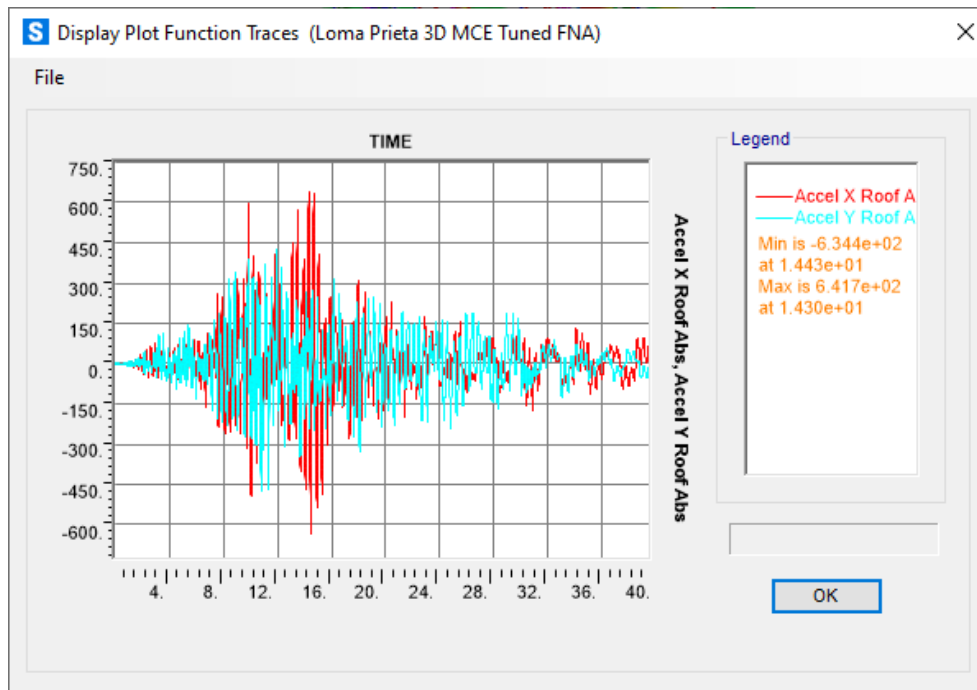 S Display Plot Function Traces (Loma Prieta 3D MCE Tuned FNA)
File
TIME
750.
600.
450.
300.
150.
0.
-150.
-300.
-450.
-600.
4. 8. 12. 16. 20. 24. 28. 32. 36. 40.
Accel X Roof Abs, Accel Y Roof Abs
Legend
Accel X Roof A
Accel Y Roof A
Min is -6.344e+02
at 1.443e+01
Max is 6.417e+02
at 1.430e+01
OK